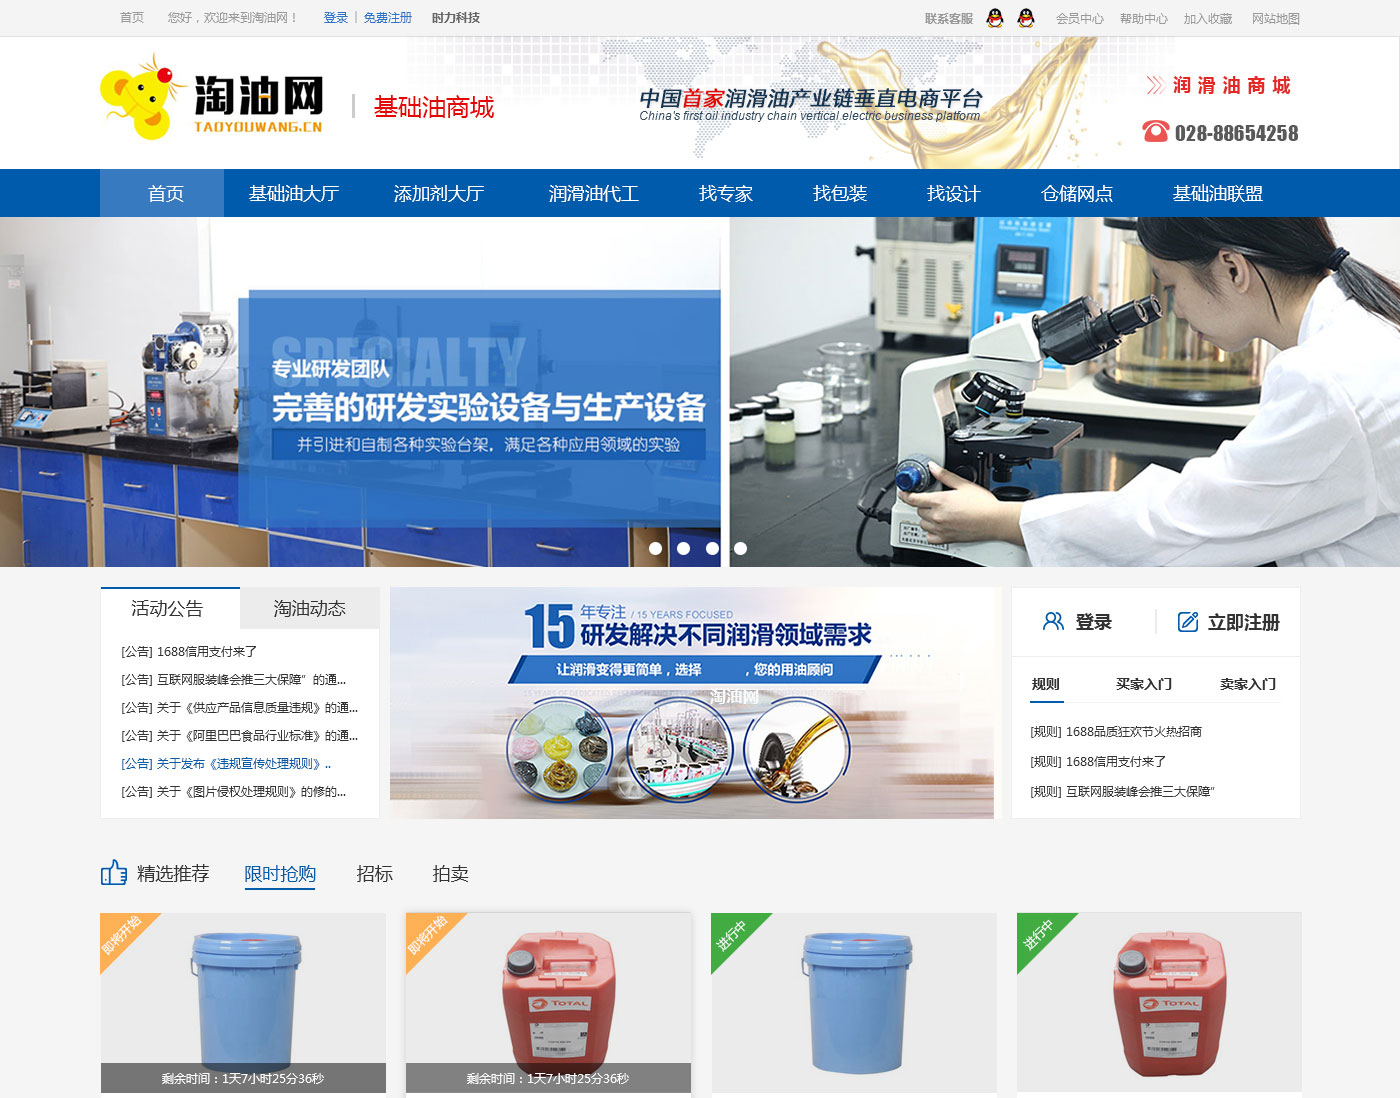 首页 您好，欢迎来到淘油网！ 登录 | 免费注册 时力科技 联系客服 会员中心 帮助中心 加入收藏 网站地图
淘油网
TAOYOUWANG.CN
基础油商城
中国首家润滑油产业链垂直电商平台
China's first oil industry chain vertical electric business platform
润滑油商城
028-88654258
首页 基础油大厅 添加剂大厅 润滑油代工 找专家 找包装 找设计 仓储网点 基础油联盟
SPECIALTY
专业研发团队
完善的研发实验设备与生产设备
并引进和自制各种实验台架，满足各种应用领域的实验
活动公告 淘油动态
[公告] 1688信用支付来了
[公告] 互联网服装峰会推三大保障”的通...
[公告] 关于《供应产品信息质量违规》的通...
[公告] 关于《阿里巴巴食品行业标准》的通...
[公告] 关于发布《违规宣传处理规则》..
[公告] 关于《图片侵权处理规则》的修的...
15 年专注 / 15 YEARS FOCUSED
研发解决不同润滑领域需求
让润滑变得更简单，选择 ，您的用油顾问
淘油网
登录 立即注册
规则 买家入门 卖家入门
[规则] 1688品质狂欢节火热招商
[规则] 1688信用支付来了
[规则] 互联网服装峰会推三大保障”
精选推荐 限时抢购 招标 拍卖
即将开始
即将开始
进行中
进行中
TOTAL
TOTAL
剩余时间：1天7小时25分36秒
剩余时间：1天7小时25分36秒